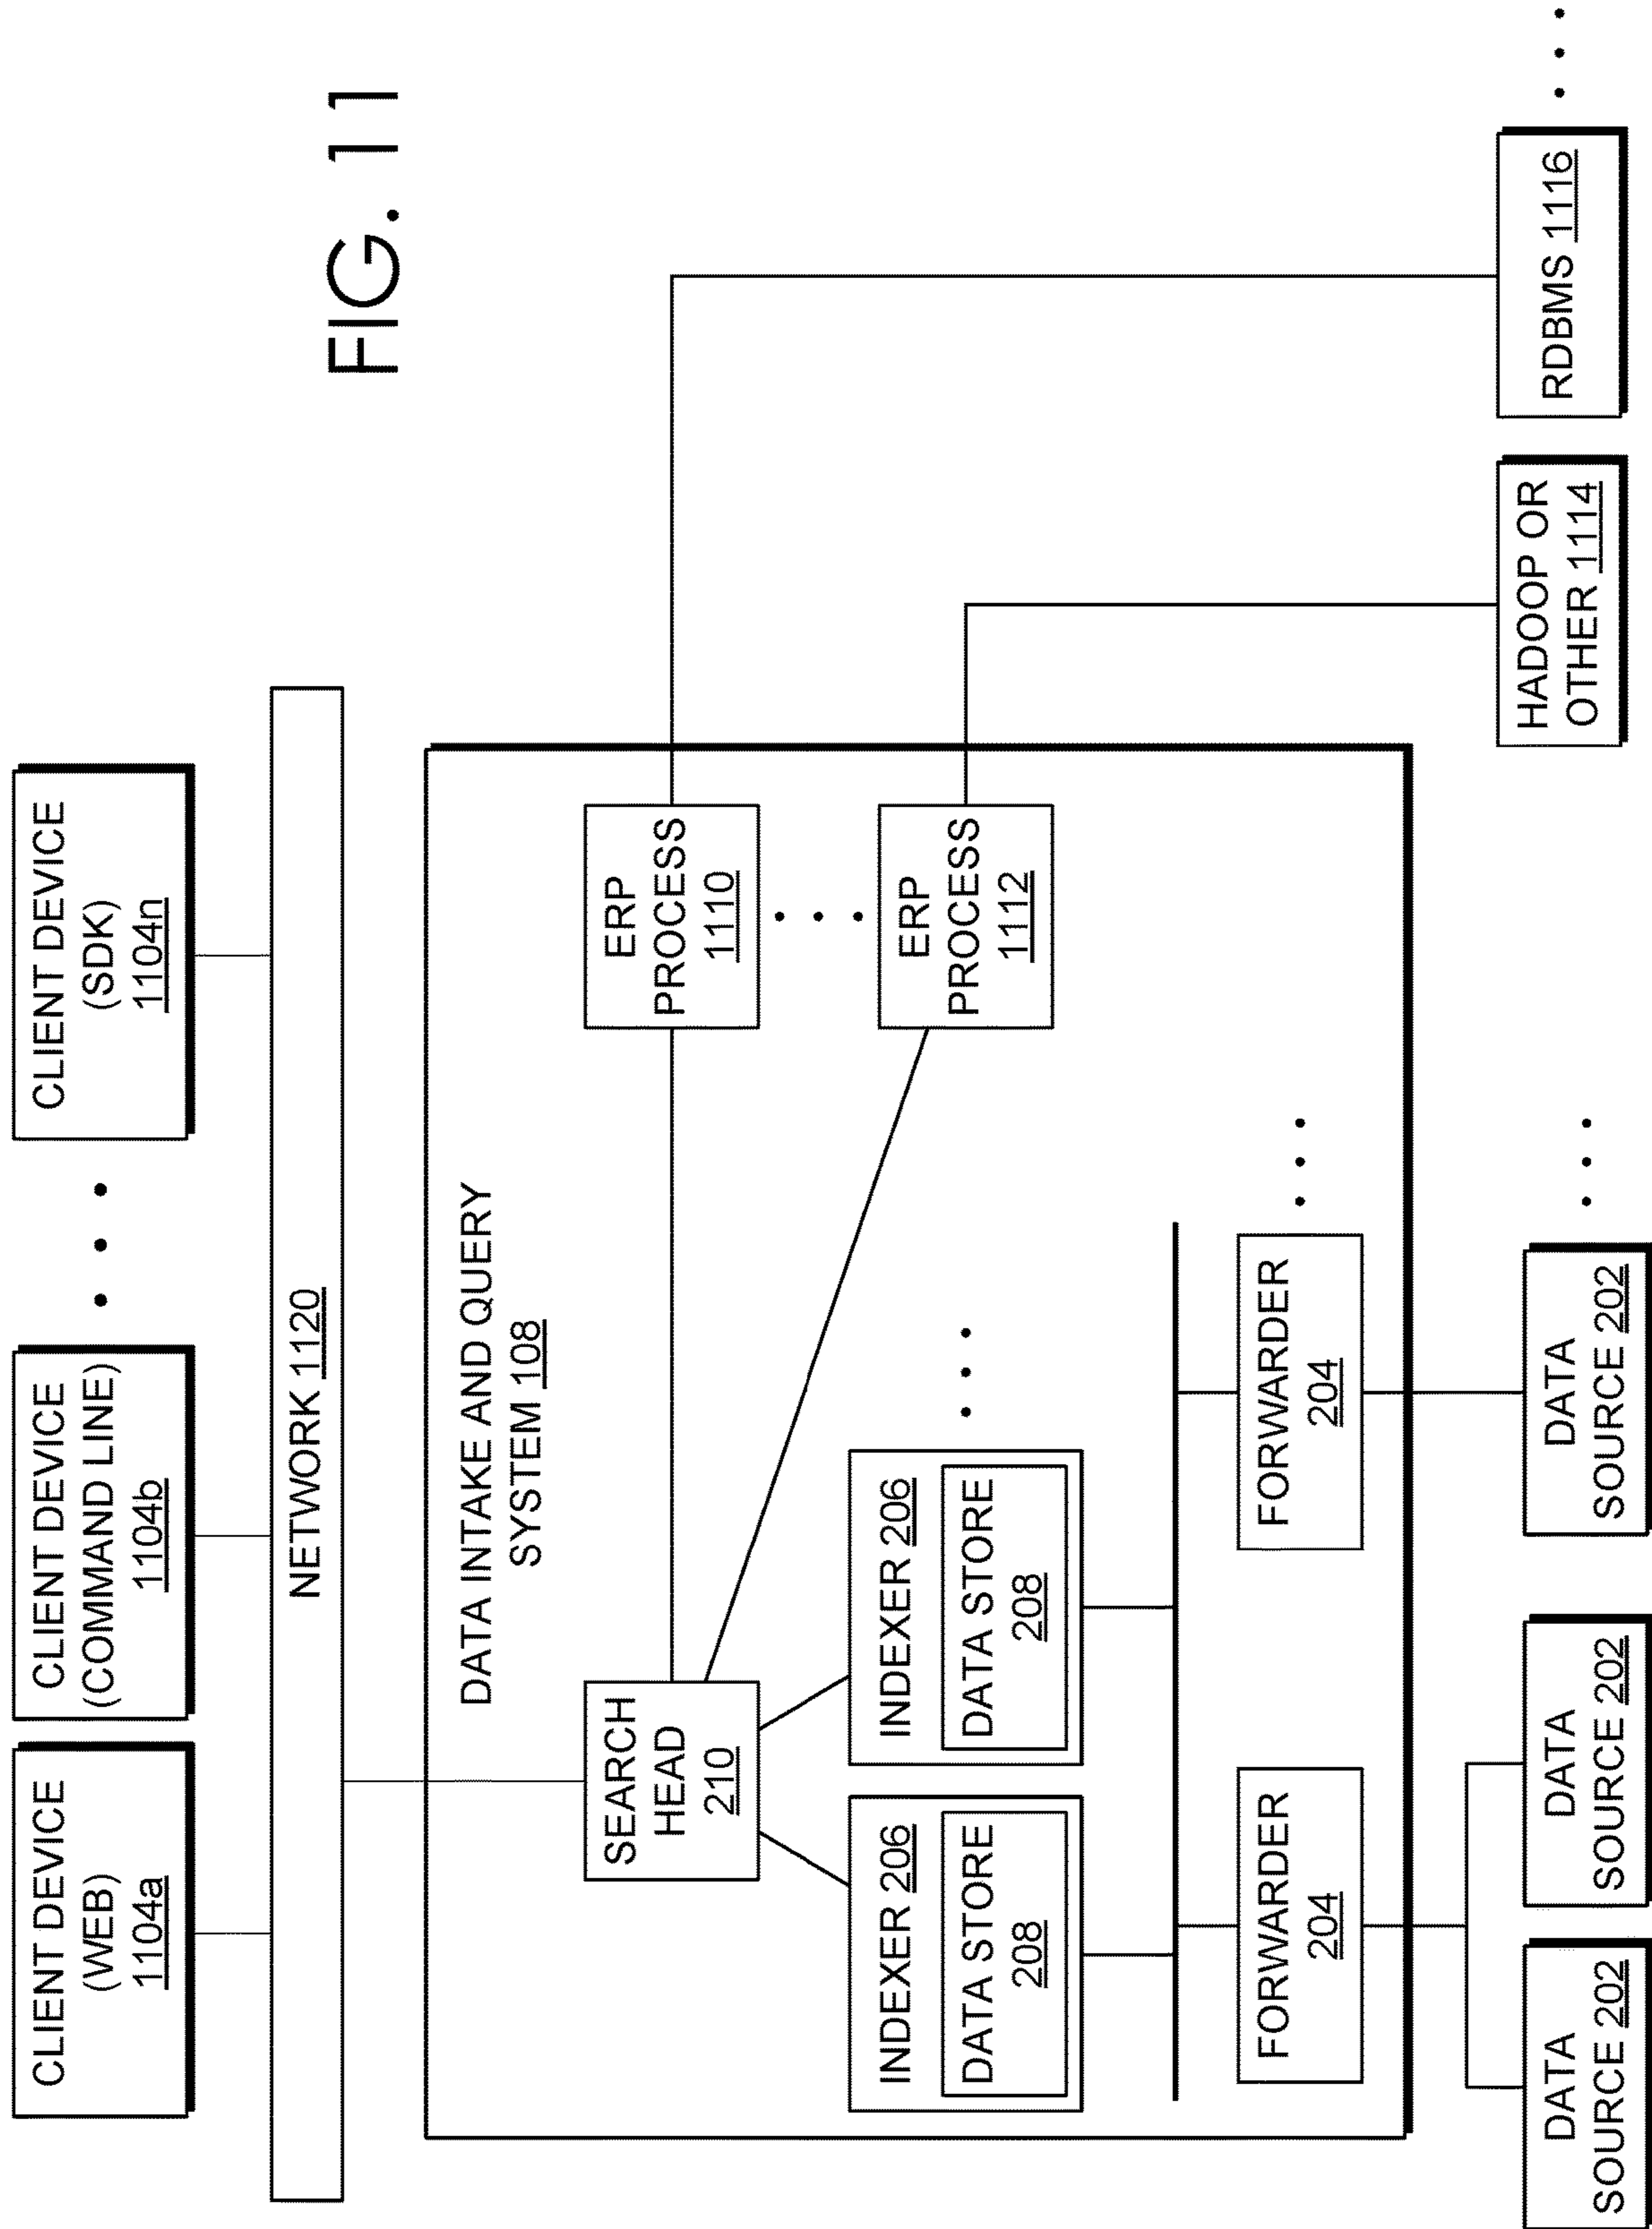 CLIENT DEVICE
(WEB)
1104a
CLIENT DEVICE
(COMMAND LINE)
1104b
• • •
CLIENT DEVICE
(SDK)
1104n
NETWORK 1120
FIG. 11
DATA INTAKE AND QUERY
SYSTEM 108
SEARCH
HEAD
210
ERP
PROCESS
1110
• • •
ERP
PROCESS
1112
INDEXER 206
DATA STORE
208
INDEXER 206
DATA STORE
208
• • •
FORWARDER
204
FORWARDER
204
• • •
DATA
SOURCE 202
DATA
SOURCE 202
DATA
SOURCE 202
• • •
HADOOP OR
OTHER 1114
RDBMS 1116
• • •